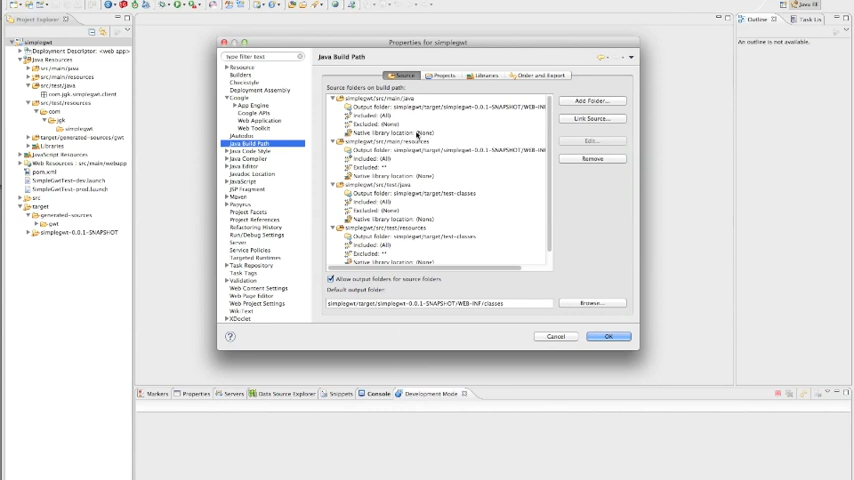 Java EE
Project Explorer
simplegwt
Deployment Descriptor: <web app>
Java Resources
src/main/java
src/main/resources
src/test/java
com.jgk.simplegwt.client
src/test/resources
com
jgk
simplegwt
target/generated-sources/gwt
Libraries
JavaScript Resources
Web Resources : src/main/webapp
pom.xml
SimpleGwtTest-dev.launch
SimpleGwtTest-prod.launch
src
target
generated-sources
gwt
simplegwt-0.0.1-SNAPSHOT
Properties for simplegwt
type filter text
Resource
Builders
Checkstyle
Deployment Assembly
Google
App Engine
Google APIs
Web Application
Web Toolkit
JAutodoc
Java Build Path
Java Code Style
Java Compiler
Java Editor
Javadoc Location
JavaScript
JSP Fragment
Maven
Papyrus
Project Facets
Project References
Refactoring History
Run/Debug Settings
Server
Service Policies
Targeted Runtimes
Task Repository
Task Tags
Validation
Web Content Settings
Web Page Editor
Web Project Settings
WikiText
XDoclet
Java Build Path
Source
Projects
Libraries
Order and Export
Source folders on build path:
simplegwt/src/main/java
Output folder: simplegwt/target/simplegwt-0.0.1-SNAPSHOT/WEB-INF
Included: (All)
Excluded: (None)
Native library location: (None)
simplegwt/src/main/resources
Output folder: simplegwt/target/simplegwt-0.0.1-SNAPSHOT/WEB-INF
Included: (All)
Excluded: **
Native library location: (None)
simplegwt/src/test/java
Output folder: simplegwt/target/test-classes
Included: (All)
Excluded: (None)
Native library location: (None)
simplegwt/src/test/resources
Output folder: simplegwt/target/test-classes
Included: (All)
Excluded: **
Native library location: (None)
Add Folder...
Link Source...
Edit...
Remove
Allow output folders for source folders
Default output folder:
simplegwt/target/simplegwt-0.0.1-SNAPSHOT/WEB-INF/classes
Browse...
Cancel
OK
Outline
Task Lis
An outline is not available.
Markers
Properties
Servers
Data Source Explorer
Snippets
Console
Development Mode